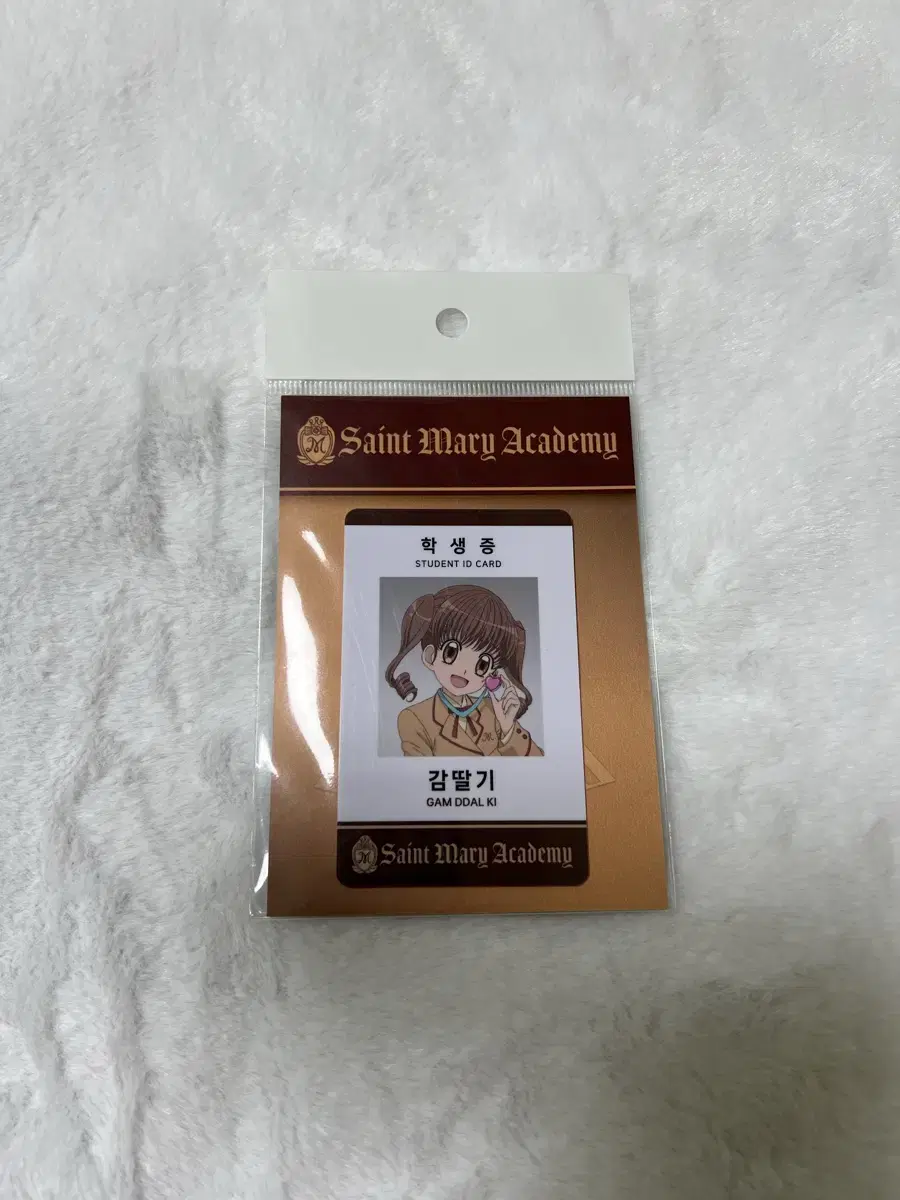 Saint Mary Academy
학생증
STUDENT ID CARD
감딸기
GAM DDAL KI
M Saint Mary Academy